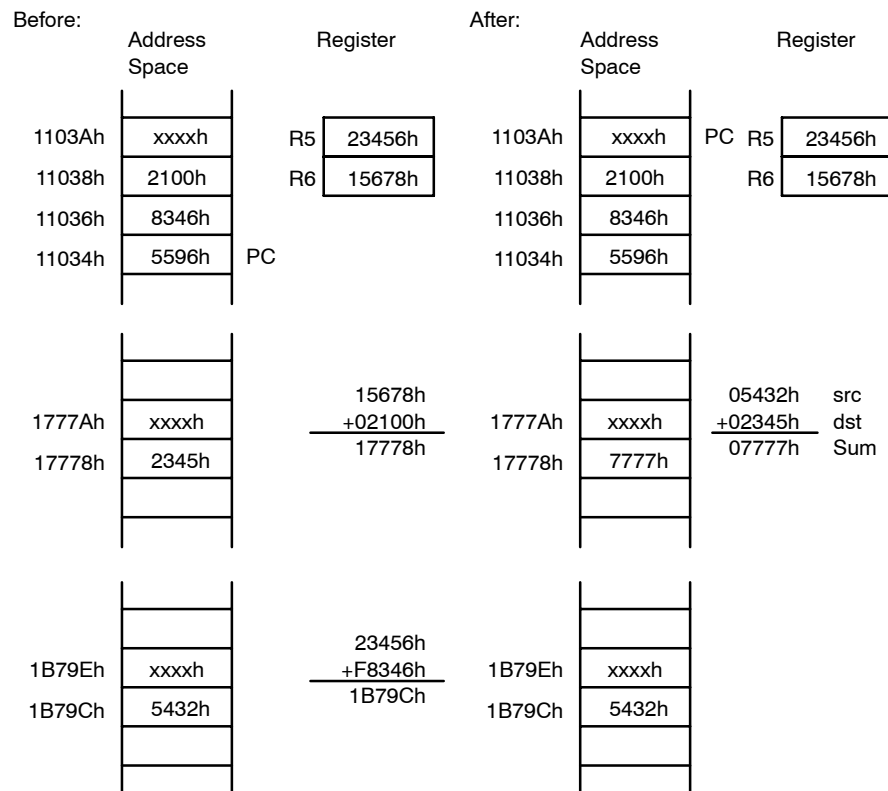 Before:
After:
Address
Space
Register
Address
Space
Register
1103Ah xxxxh R5 23456h 1103Ah xxxxh PC R5 23456h
11038h 2100h R6 15678h 11038h 2100h R6 15678h
11036h 8346h 11036h 8346h
11034h 5596h PC 11034h 5596h
15678h 05432h src
1777Ah xxxxh +02100h 1777Ah xxxxh +02345h dst
17778h 2345h 17778h 17778h 7777h 07777h Sum
23456h
1B79Eh xxxxh +F8346h 1B79Eh xxxxh
1B79Ch 5432h 1B79Ch 1B79Ch 5432h